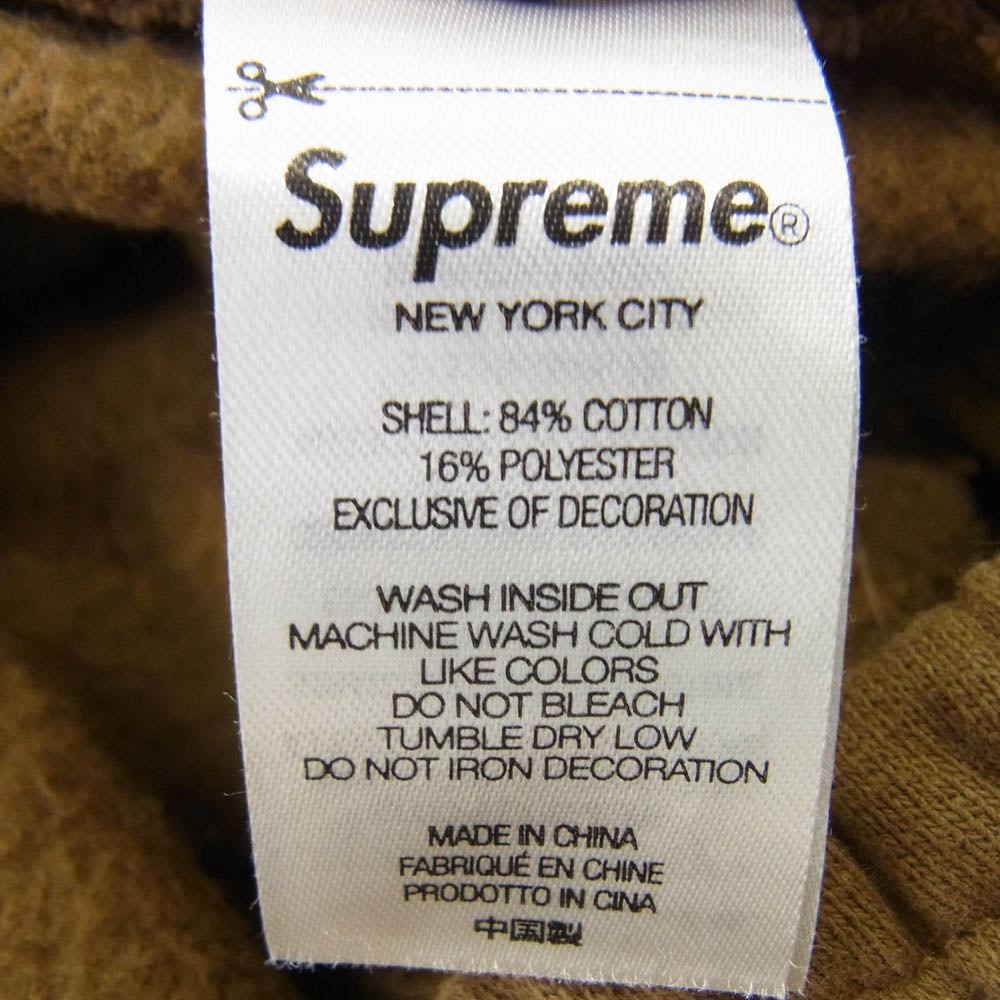 Supreme®
NEW YORK CITY
SHELL: 84% COTTON
16% POLYESTER
EXCLUSIVE OF DECORATION
WASH INSIDE OUT
MACHINE WASH COLD WITH
LIKE COLORS
DO NOT BLEACH
TUMBLE DRY LOW
DO NOT IRON DECORATION
MADE IN CHINA
FABRIQUÉ EN CHINE
PRODOTTO IN CINA
中国製